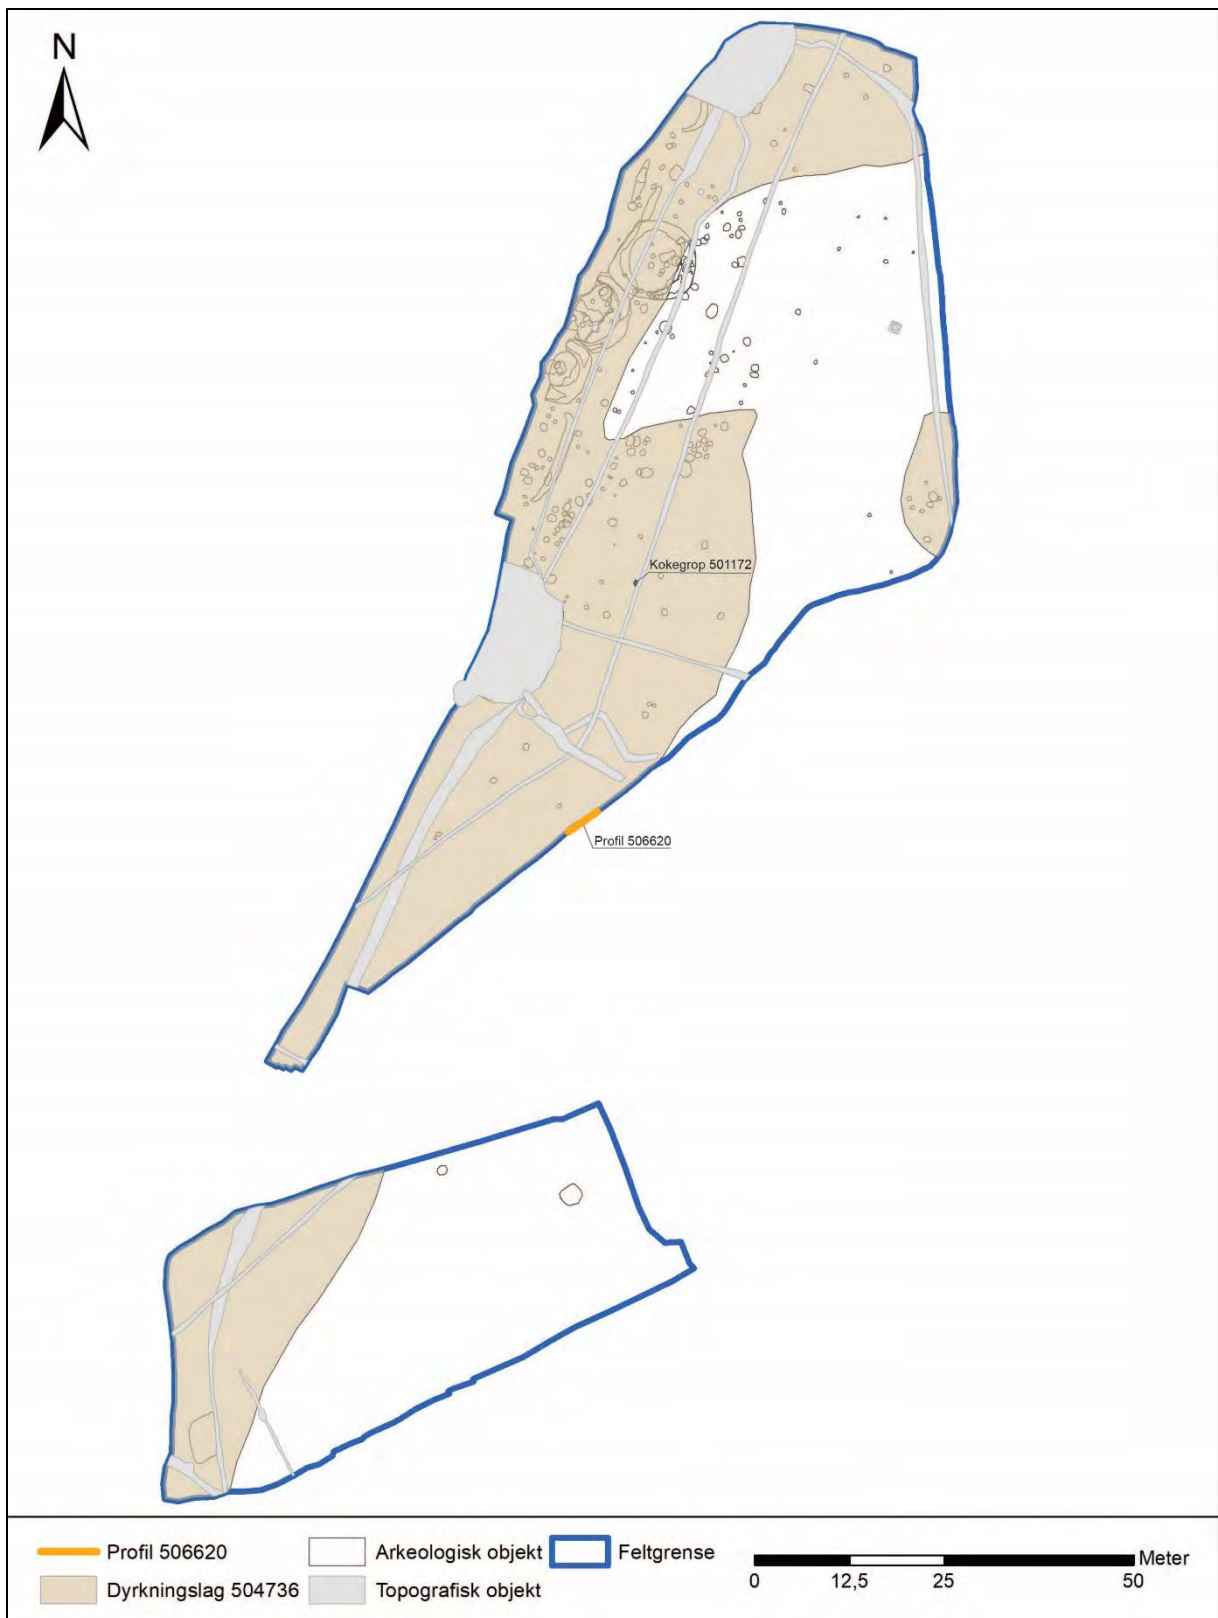 N
Kokegrop 501172
Profil 506620
Profil 506620
Arkeologisk objekt
Feltgrense
Dyrkningslag 504736
Topografisk objekt
Meter
0 12,5 25 50